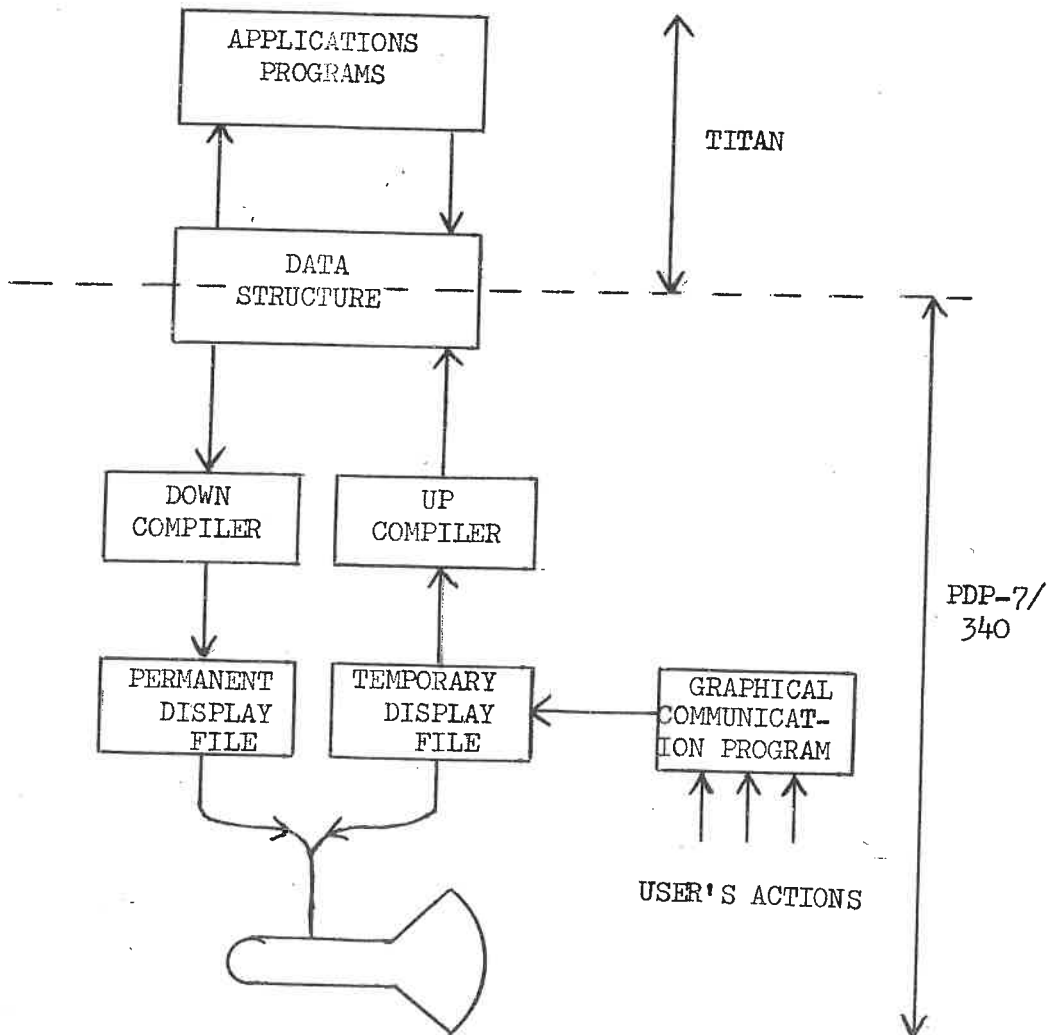 APPLICATIONS
PROGRAMS
TITAN
DATA
STRUCTURE
DOWN
COMPILER
UP
COMPILER
PDP-7/
340
PERMANENT
DISPLAY
FILE
TEMPORARY
DISPLAY
FILE
GRAPHICAL
COMMUNICAT-
ION PROGRAM
USER'S ACTIONS